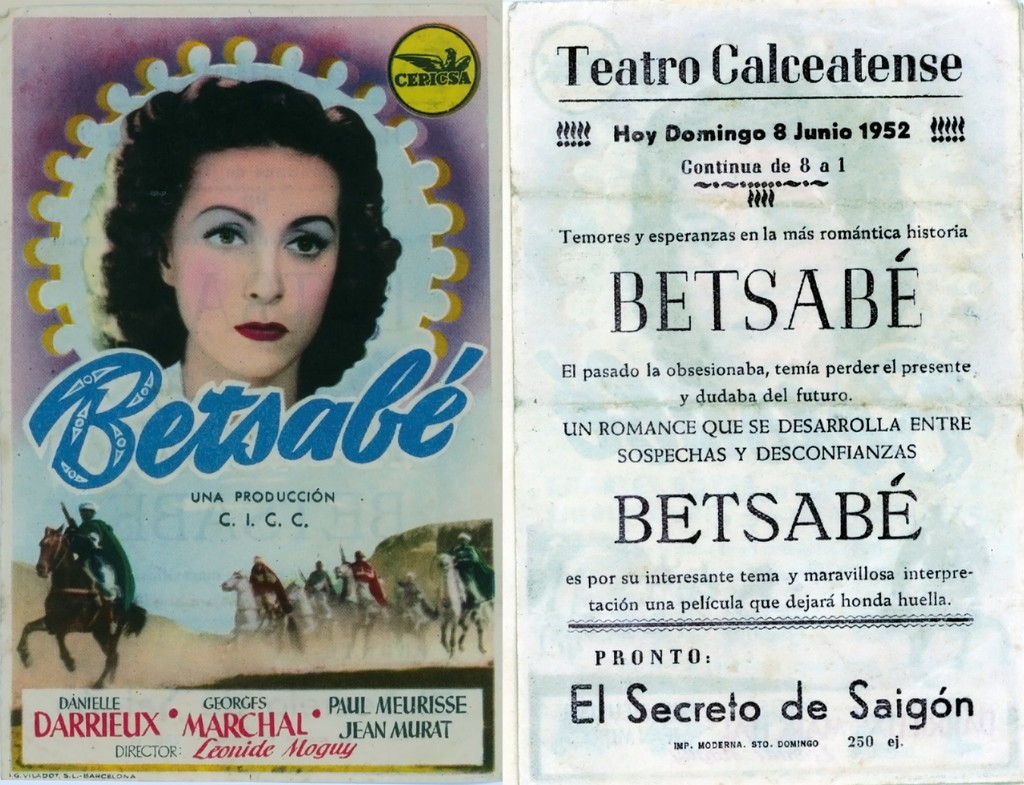 CEPICSA
Betsabé
UNA PRODUCCIÓN
C. I. C. C.
DANIELLE
DARRIEUX •
GEORGES
MARCHAL •
PAUL MEURISSE
JEAN MURAT
DIRECTOR: Léonide Moguy
I.G. VILADOT, S.L.-BARCELONA
Teatro Calceatense
¡¡¡¡¡ Hoy Domingo 8 Junio 1952 !!!!!
Continua de 8 a 1
Temores y esperanzas en la más romántica historia
BETSABÉ
El pasado la obsesionaba, temía perder el presente
y dudaba del futuro.
UN ROMANCE QUE SE DESARROLLA ENTRE
SOSPECHAS Y DESCONFIANZAS
BETSABÉ
es por su interesante tema y maravillosa interpre-
tación una película que dejará honda huella.
PRONTO:
El Secreto de Saigón
IMP. MODERNA. STO. DOMINGO 250 ej.